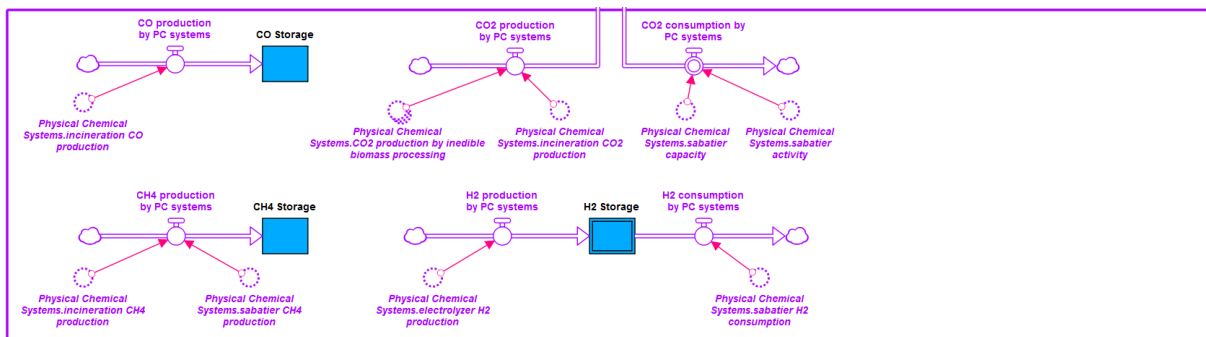 CO production
by PC systems
CO Storage
Physical Chemical
Systems.incineration CO
production
CO2 production
by PC systems
CO2 consumption by
PC systems
Physical Chemical
Systems.CO2 production by inedible
biomass processing
Physical Chemical
Systems.incineration CO2
production
Physical Chemical
Systems.sabatier
capacity
Physical Chemical
Systems.sabatier
activity
CH4 production
by PC systems
CH4 Storage
Physical Chemical
Systems.incineration CH4
production
Physical Chemical
Systems.sabatier CH4
production
H2 production
by PC systems
H2 Storage
H2 consumption
by PC systems
Physical Chemical
Systems.electrolyzer H2
production
Physical Chemical
Systems.sabatier H2
consumption